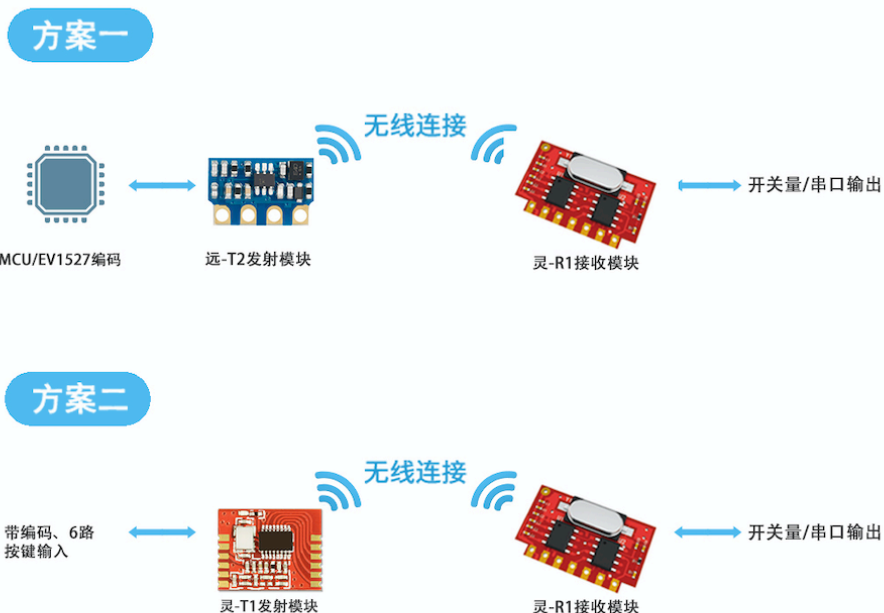 方案一
无线连接
开关量/串口输出
MCU/EV1527编码
远-T2发射模块
灵-R1接收模块
方案二
无线连接
带编码、6路
按键输入
开关量/串口输出
灵-T1发射模块
灵-R1接收模块